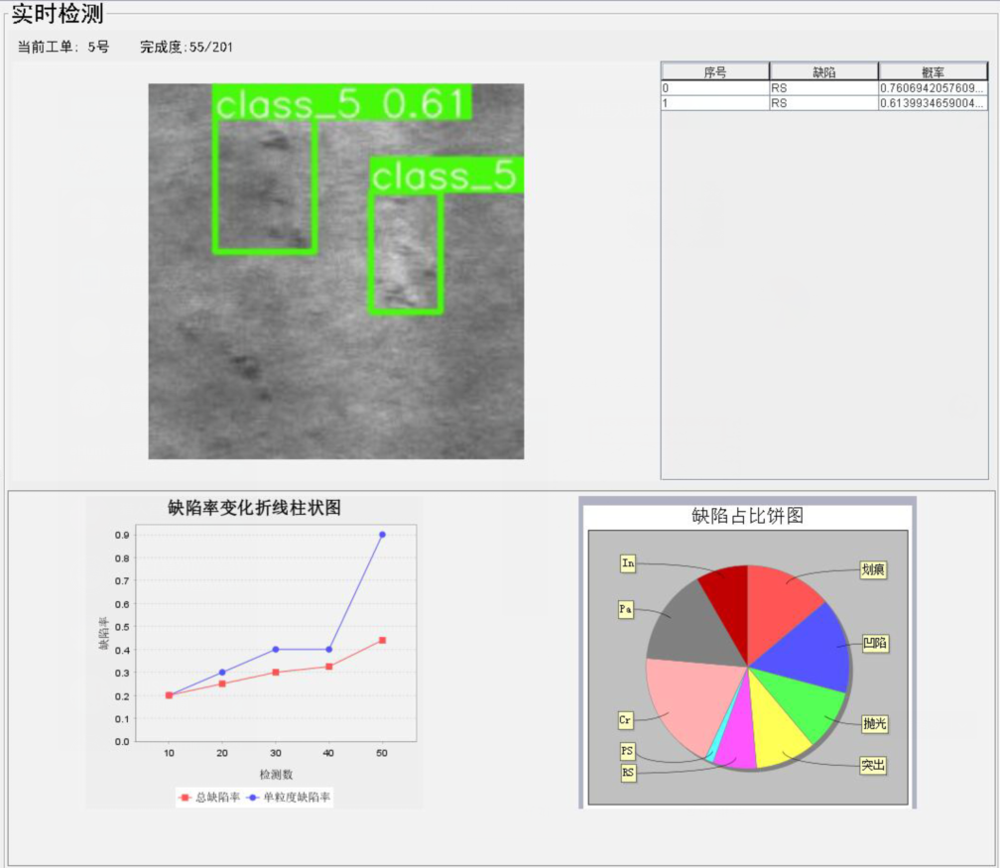 实时检测
当前工单: 5号 完成度:55/201
class_5 0.61
class_5
序号 缺陷 概率
0 RS 0.7606942057609...
1 RS 0.6139934659004...
缺陷率变化折线柱状图
缺陷率
0.9
0.8
0.7
0.6
0.5
0.4
0.3
0.2
0.1
0.0
10 20 30 40 50
检测数
总缺陷率 单粒度缺陷率
缺陷占比饼图
In
划痕
Pa
凹陷
Cr
抛光
PS
突出
RS